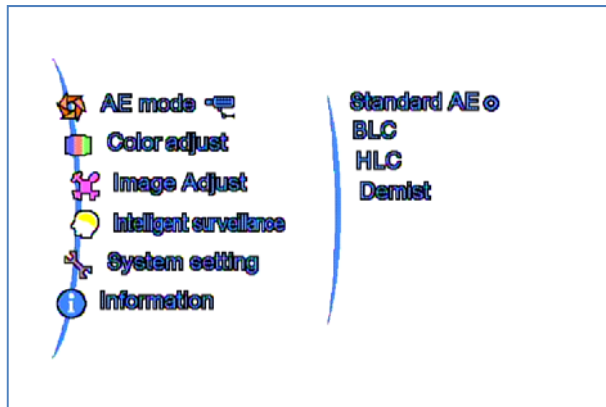 AE mode
Color adjust
Image Adjust
Intelligent surveillance
System setting
Information
Standard AE
BLC
HLC
Demist